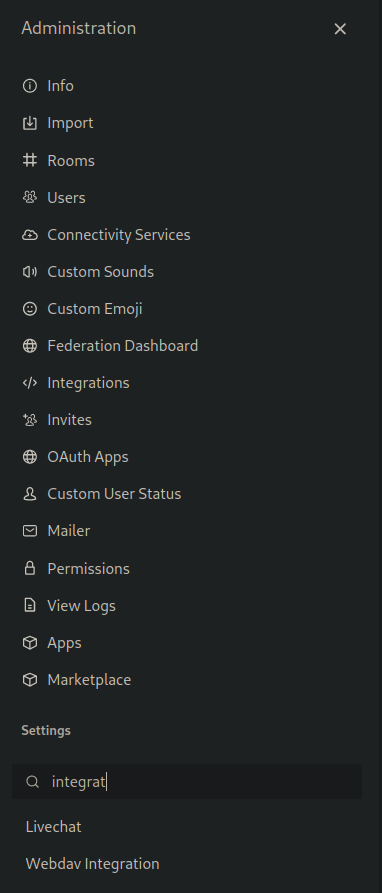 Administration
Info
Import
Rooms
Users
Connectivity Services
Custom Sounds
Custom Emoji
Federation Dashboard
Integrations
Invites
OAuth Apps
Custom User Status
Mailer
Permissions
View Logs
Apps
Marketplace
Settings
integrat
Livechat
Webdav Integration